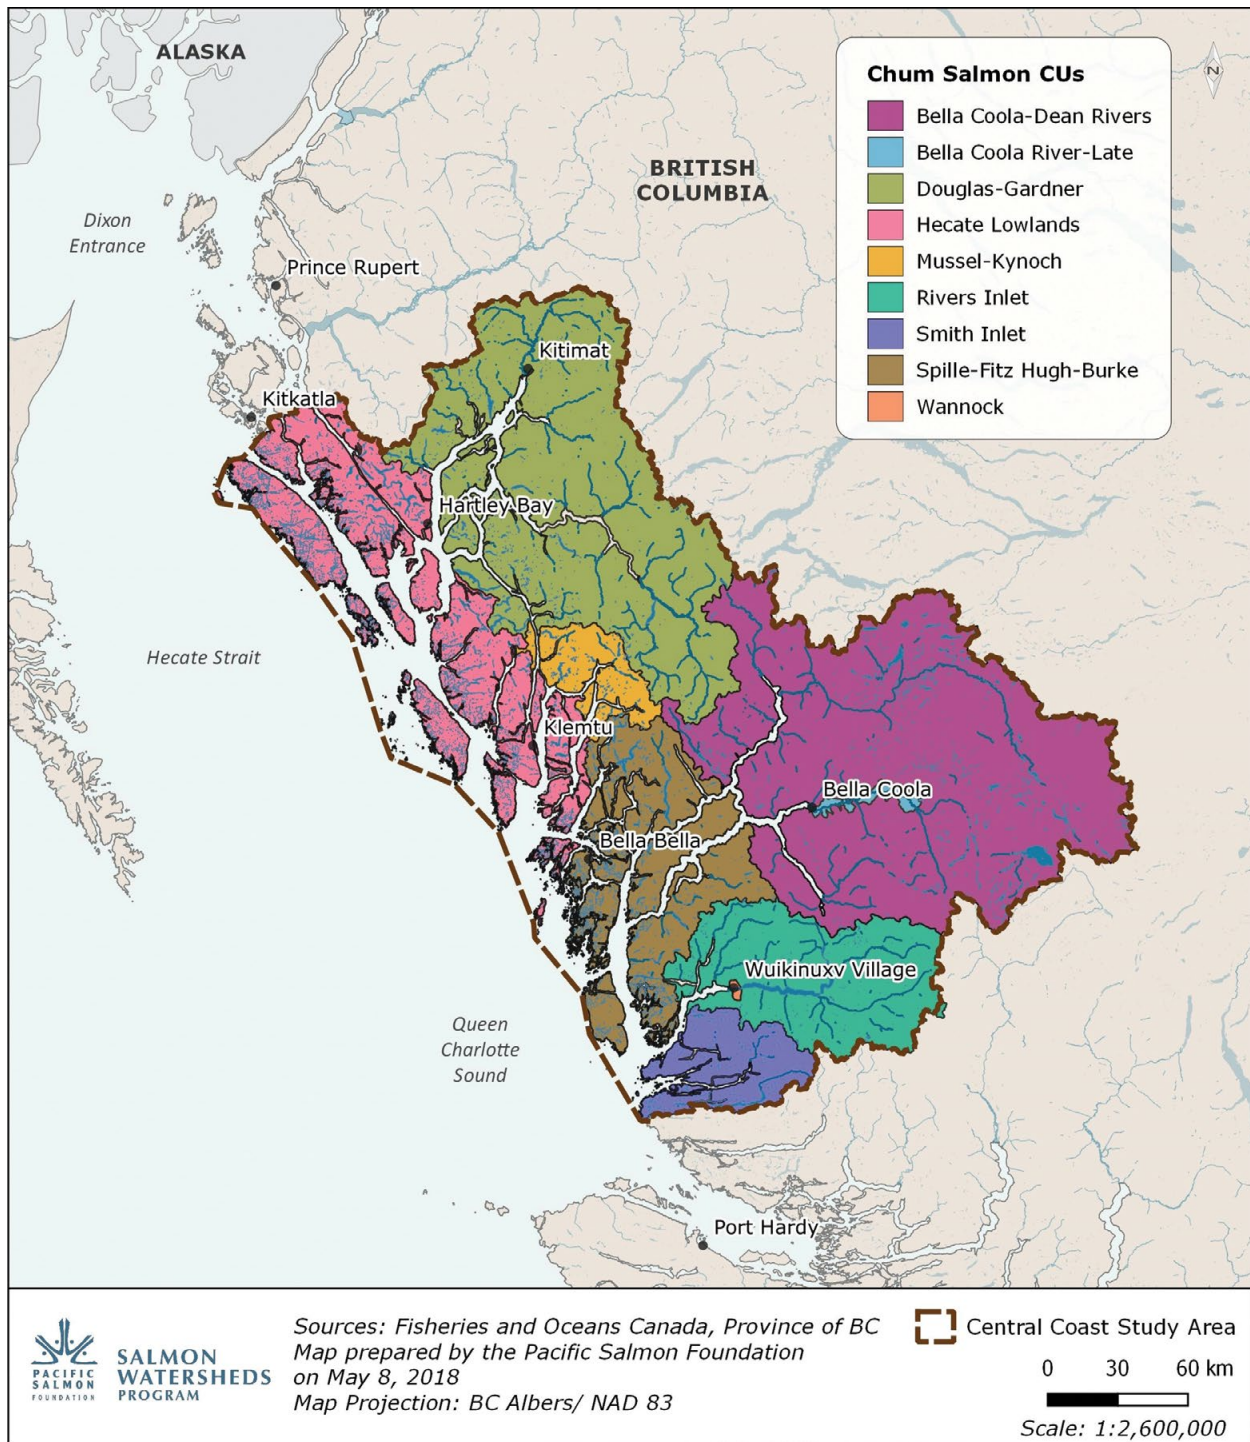 ALASKA
BRITISH
COLUMBIA
Dixon
Entrance
Prince Rupert
Kitimat
Kitkatla
Hartley Bay
Hecate Strait
Klemtu
Bella Coola
Bella Bella
Wuikinuxv Village
Queen
Charlotte
Sound
Port Hardy
Chum Salmon CUs
Bella Coola-Dean Rivers
Bella Coola River-Late
Douglas-Gardner
Hecate Lowlands
Mussel-Kynoch
Rivers Inlet
Smith Inlet
Spille-Fitz Hugh-Burke
Wannock
N
PACIFIC
SALMON
FOUNDATION
SALMON
WATERSHEDS
PROGRAM
Sources: Fisheries and Oceans Canada, Province of BC
Map prepared by the Pacific Salmon Foundation
on May 8, 2018
Map Projection: BC Albers/ NAD 83
Central Coast Study Area
0 30 60 km
Scale: 1:2,600,000